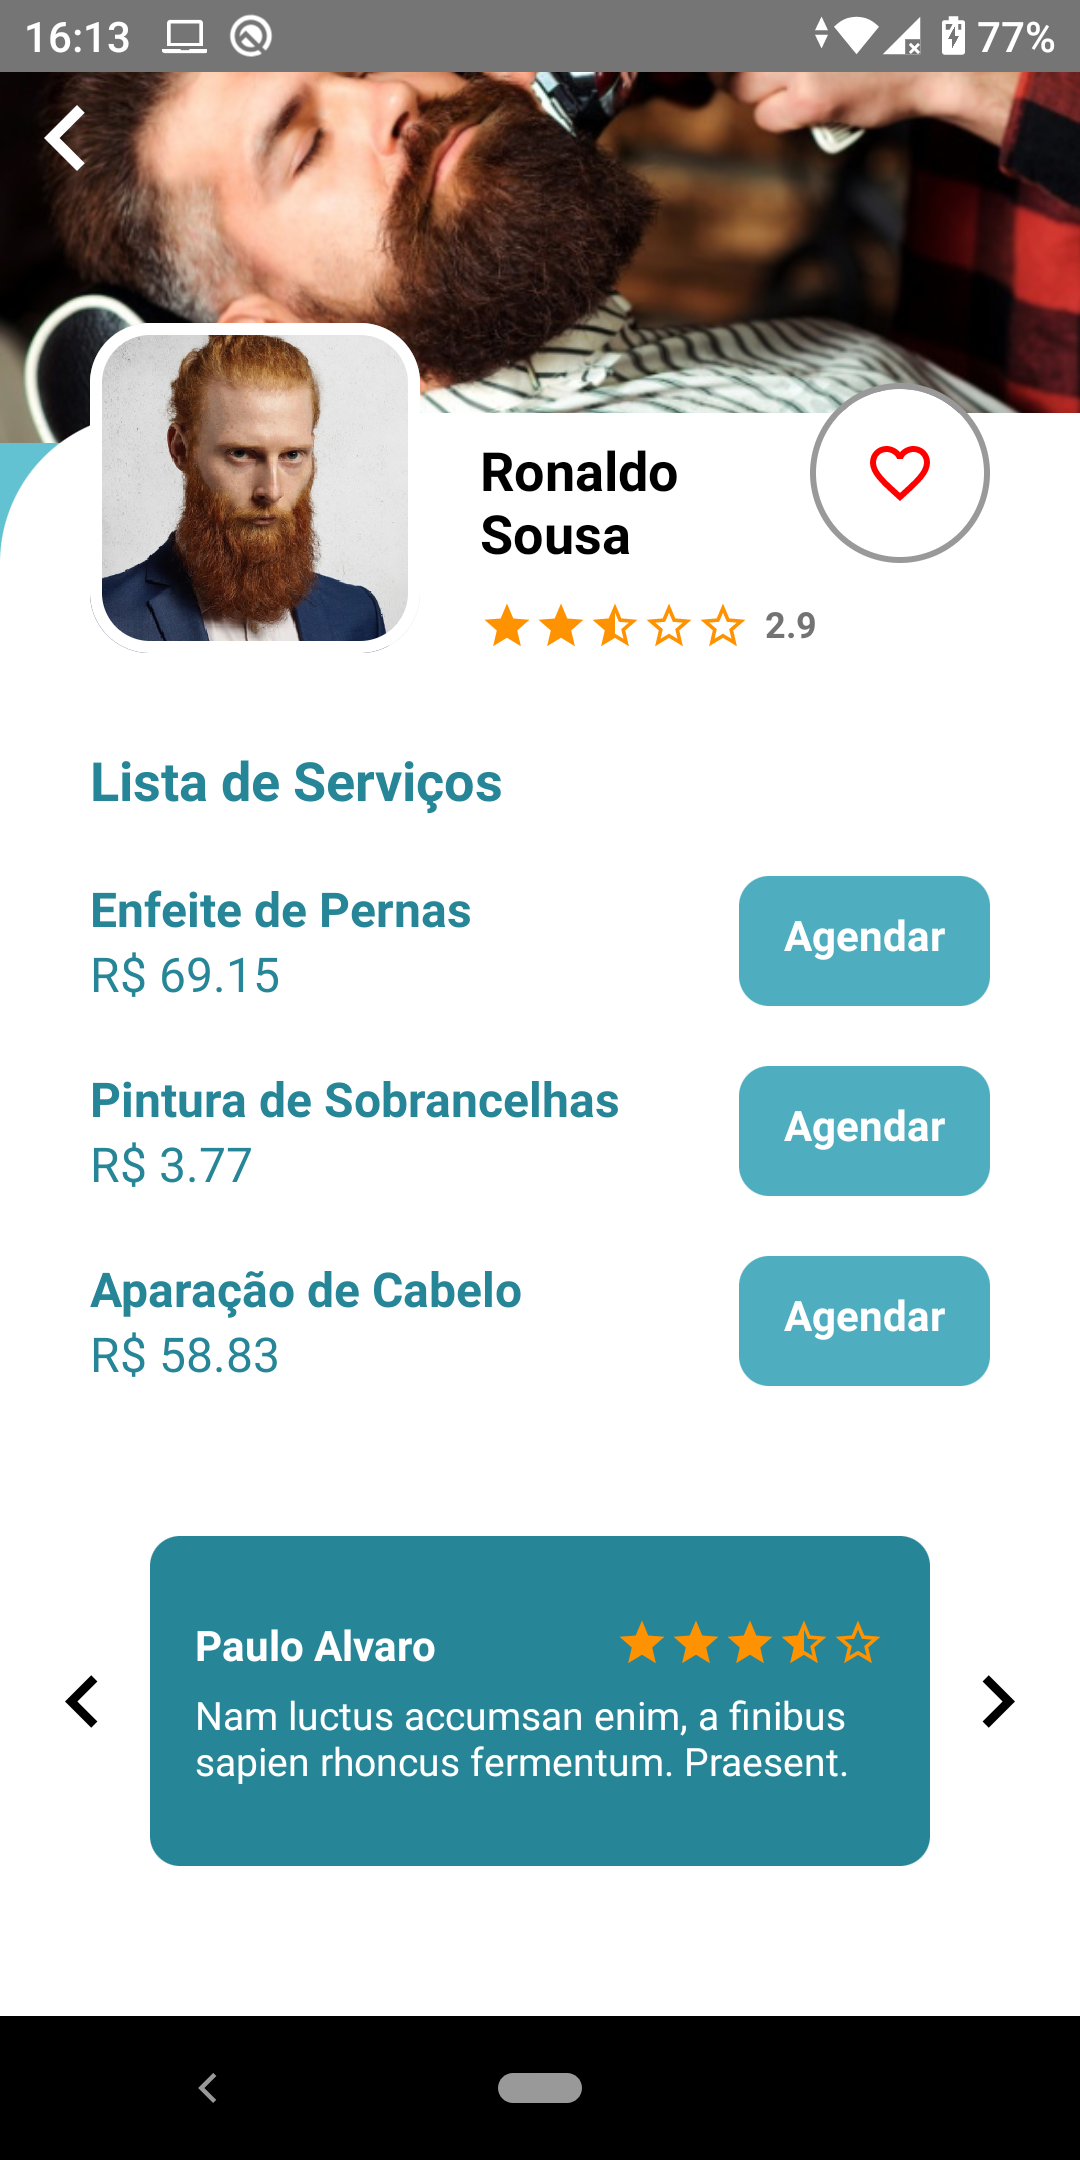 16:13
77%
Ronaldo
Sousa
2.9
Lista de Serviços
Enfeite de Pernas
R$ 69.15
Agendar
Pintura de Sobrancelhas
R$ 3.77
Agendar
Aparação de Cabelo
R$ 58.83
Agendar
Paulo Alvaro
Nam luctus accumsan enim, a finibus
sapien rhoncus fermentum. Praesent.